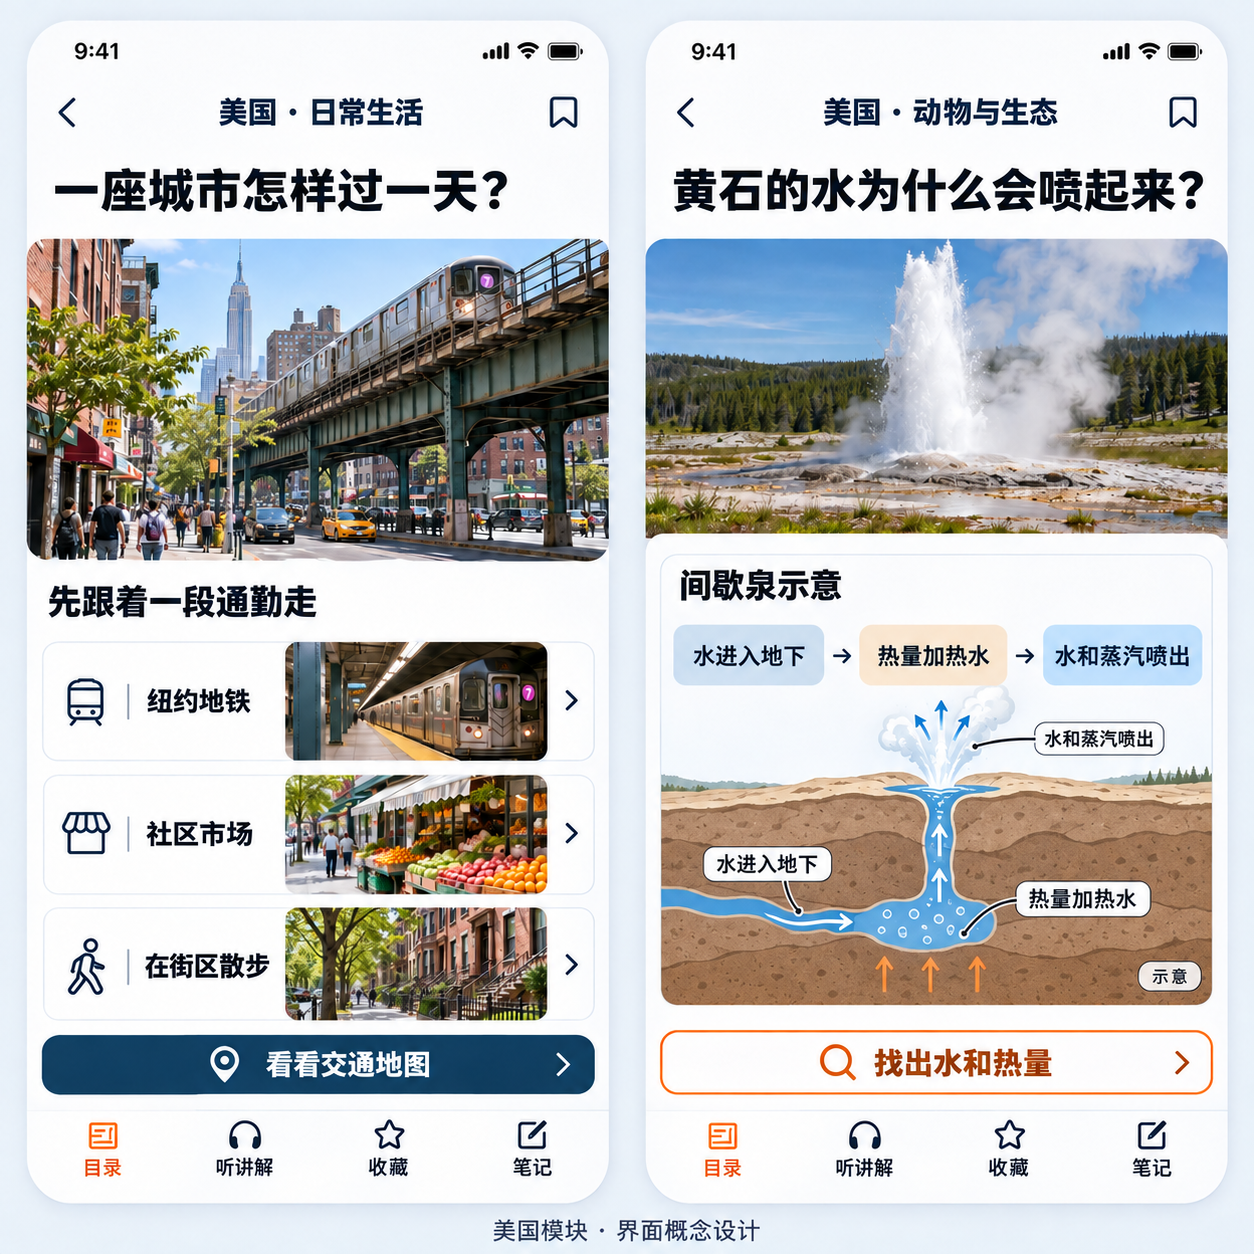 9:41
美国 · 日常生活
一座城市怎样过一天？
7
先跟着一段通勤走
纽约地铁
7
社区市场
在街区散步
看看交通地图
目录
听讲解
收藏
笔记
9:41
美国 · 动物与生态
黄石的水为什么会喷起来？
间歇泉示意
水进入地下
热量加热水
水和蒸汽喷出
水和蒸汽喷出
水进入地下
热量加热水
示意
找出水和热量
目录
听讲解
收藏
笔记
美国模块 · 界面概念设计